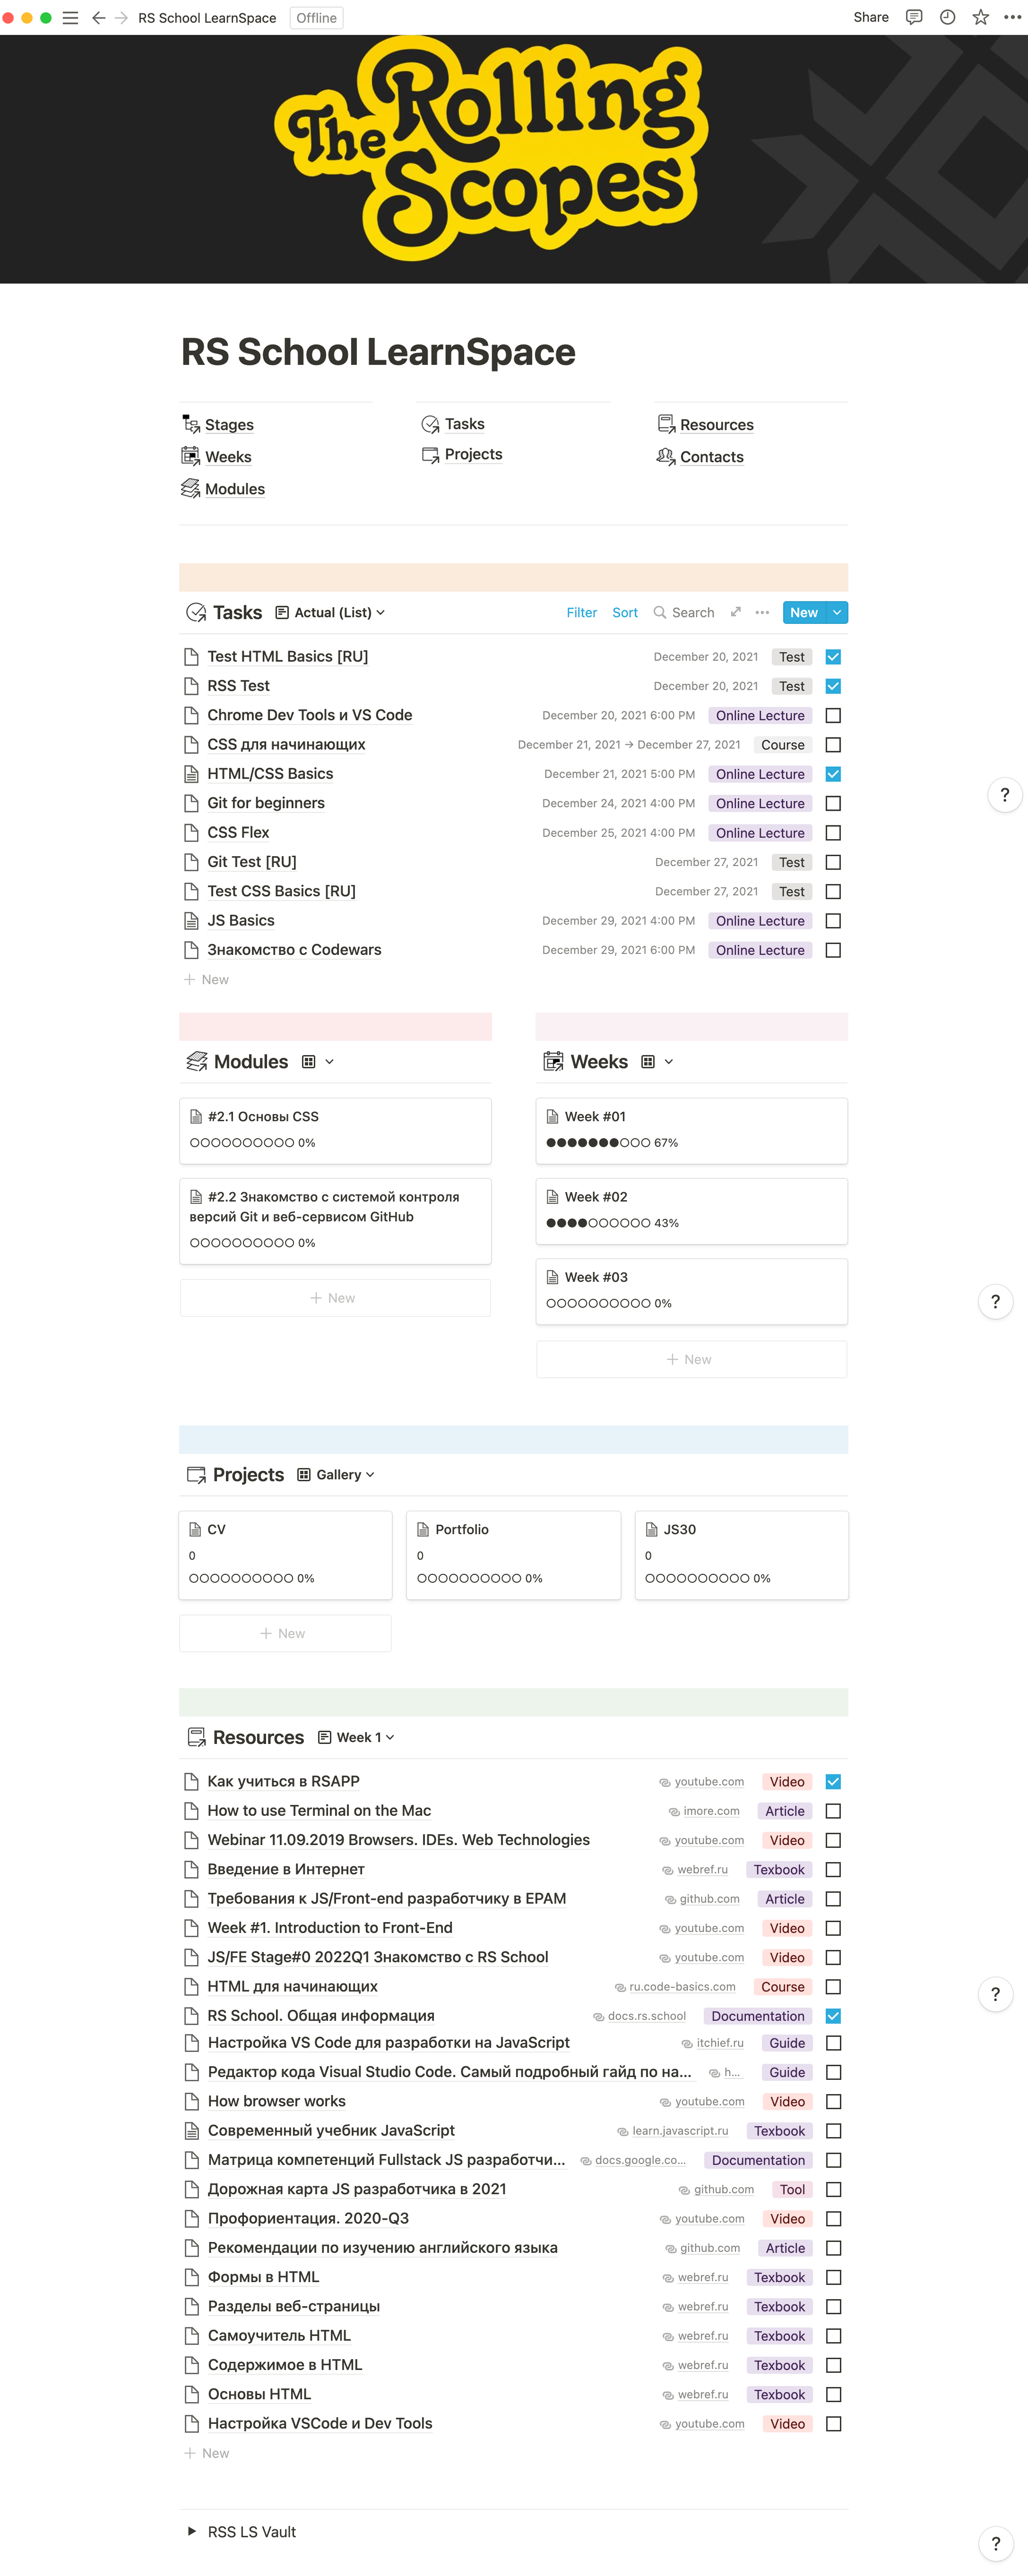 RS School LearnSpace Offline Share
The Rolling Scopes
RS School LearnSpace
Stages
Weeks
Modules
Tasks
Projects
Resources
Contacts
Tasks Actual (List) Filter Sort Search New
Test HTML Basics [RU] December 20, 2021 Test
RSS Test December 20, 2021 Test
Chrome Dev Tools и VS Code December 20, 2021 6:00 PM Online Lecture
CSS для начинающих December 21, 2021 → December 27, 2021 Course
HTML/CSS Basics December 21, 2021 5:00 PM Online Lecture
Git for beginners December 24, 2021 4:00 PM Online Lecture
CSS Flex December 25, 2021 4:00 PM Online Lecture
Git Test [RU] December 27, 2021 Test
Test CSS Basics [RU] December 27, 2021 Test
JS Basics December 29, 2021 4:00 PM Online Lecture
Знакомство с Codewars December 29, 2021 6:00 PM Online Lecture
+ New
?
Modules
#2.1 Основы CSS
○○○○○○○○○○ 0%
#2.2 Знакомство с системой контроля
версий Git и веб-сервисом GitHub
○○○○○○○○○○ 0%
+ New
Weeks
Week #01
●●●●●●●○○○ 67%
Week #02
●●●●○○○○○○ 43%
Week #03
○○○○○○○○○○ 0%
+ New
?
Projects Gallery
CV
0
○○○○○○○○○○ 0%
Portfolio
0
○○○○○○○○○○ 0%
JS30
0
○○○○○○○○○○ 0%
+ New
Resources Week 1
Как учиться в RSAPP youtube.com Video
How to use Terminal on the Mac imore.com Article
Webinar 11.09.2019 Browsers. IDEs. Web Technologies youtube.com Video
Введение в Интернет webref.ru Texbook
Требования к JS/Front-end разработчику в EPAM github.com Article
Week #1. Introduction to Front-End youtube.com Video
JS/FE Stage#0 2022Q1 Знакомство с RS School youtube.com Video
HTML для начинающих ru.code-basics.com Course
?
RS School. Общая информация docs.rs.school Documentation
Настройка VS Code для разработки на JavaScript itchief.ru Guide
Редактор кода Visual Studio Code. Самый подробный гайд по на... h... Guide
How browser works youtube.com Video
Современный учебник JavaScript learn.javascript.ru Texbook
Матрица компетенций Fullstack JS разработчи... docs.google.co... Documentation
Дорожная карта JS разработчика в 2021 github.com Tool
Профориентация. 2020-Q3 youtube.com Video
Рекомендации по изучению английского языка github.com Article
Формы в HTML webref.ru Texbook
Разделы веб-страницы webref.ru Texbook
Самоучитель HTML webref.ru Texbook
Содержимое в HTML webref.ru Texbook
Основы HTML webref.ru Texbook
Настройка VSCode и Dev Tools youtube.com Video
+ New
RSS LS Vault
?